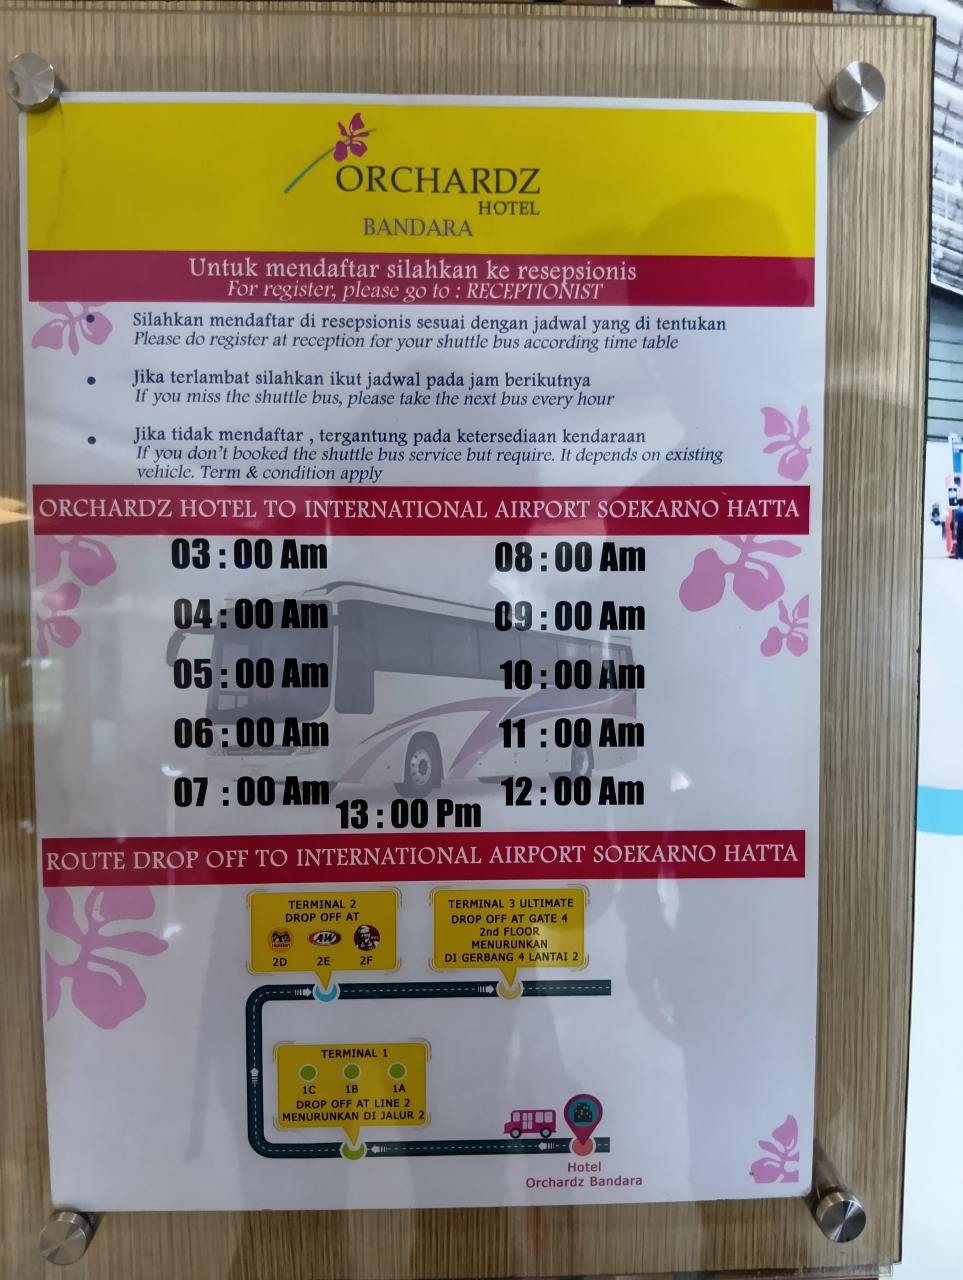 ORCHARDZ
HOTEL
BANDARA
Untuk mendaftar silahkan ke resepsionis
For register, please go to : RECEPTIONIST
• Silahkan mendaftar di resepsionis sesuai dengan jadwal yang di tentukan
Please do register at reception for your shuttle bus according time table
• Jika terlambat silahkan ikut jadwal pada jam berikutnya
If you miss the shuttle bus, please take the next bus every hour
• Jika tidak mendaftar , tergantung pada ketersediaan kendaraan
If you don't booked the shuttle bus service but require. It depends on existing
vehicle. Term & condition apply
ORCHARDZ HOTEL TO INTERNATIONAL AIRPORT SOEKARNO HATTA
03 : 00 Am
04 : 00 Am
05 : 00 Am
06 : 00 Am
07 : 00 Am
08 : 00 Am
09 : 00 Am
10 : 00 Am
11 : 00 Am
12 : 00 Am
13 : 00 Pm
ROUTE DROP OFF TO INTERNATIONAL AIRPORT SOEKARNO HATTA
TERMINAL 2
DROP OFF AT
A&W
2D 2E 2F
TERMINAL 3 ULTIMATE
DROP OFF AT GATE 4
2nd FLOOR
MENURUNKAN
DI GERBANG 4 LANTAI 2
TERMINAL 1
1C 1B 1A
DROP OFF AT LINE 2
MENURUNKAN DI JALUR 2
Hotel
Orchardz Bandara